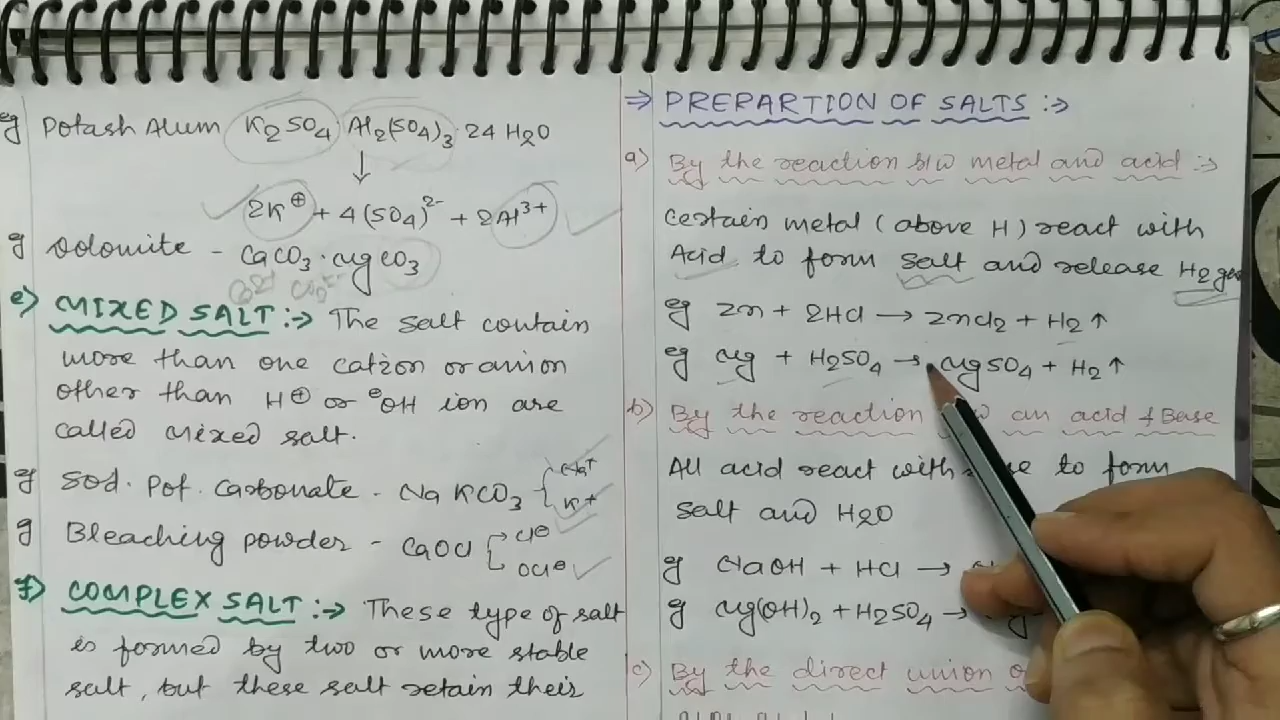 eg Potash Alum K2SO4 Al2(SO4)3 · 24 H2O
↓
2K⊕ + 4(SO4)2- + 2Al3+
g Dolomite - CaCO3 · MgCO3
e) MIXED SALT :→ The salt contain
more than one cation or anion
other than H⊕ or ⊖OH ion are
called mixed salt.
eg Sod. Pot. Carbonate - NaKCO3 { Na+
K+
g Bleaching powder - CaOCl [ → Cl⊖
OCl⊖
f) COMPLEX SALT :→ These type of salt
is formed by two or more stable
salt, but these salt retain their
⇒ PREPARTION OF SALTS :→
a) By the reaction b/w metal and acid :→
Certain metal (above H) react with
Acid to form salt and release H2 gas
eg Zn + 2HCl → ZnCl2 + H2 ↑
eg Mg + H2SO4 → MgSO4 + H2 ↑
b) By the reaction an acid & Base
All acid react with to form
salt and H2O
g NaOH + HCl →
g Mg(OH)2 + H2SO4 →
c) By the direct union